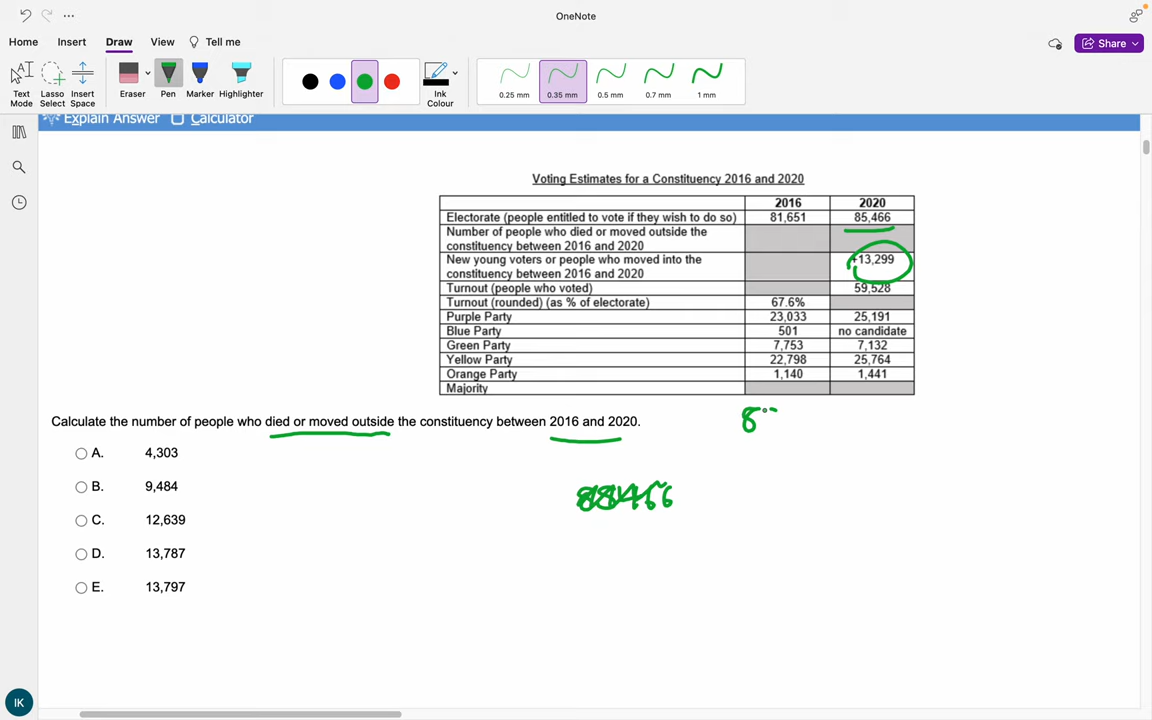 OneNote
Home Insert Draw View Tell me
Share
Text Mode Lasso Select Insert Space Eraser Pen Marker Highlighter Ink Colour 0.25 mm 0.35 mm 0.5 mm 0.7 mm 1 mm
Explain Answer Calculator
Voting Estimates for a Constituency 2016 and 2020
2016 2020
Electorate (people entitled to vote if they wish to do so) 81,651 85,466
Number of people who died or moved outside the constituency between 2016 and 2020
New young voters or people who moved into the constituency between 2016 and 2020 +13,299
Turnout (people who voted) 59,528
Turnout (rounded) (as % of electorate) 67.6%
Purple Party 23,033 25,191
Blue Party 501 no candidate
Green Party 7,753 7,132
Yellow Party 22,798 25,764
Orange Party 1,140 1,441
Majority
Calculate the number of people who died or moved outside the constituency between 2016 and 2020.
8
A. 4,303
B. 9,484
C. 12,639
D. 13,787
E. 13,797
IK